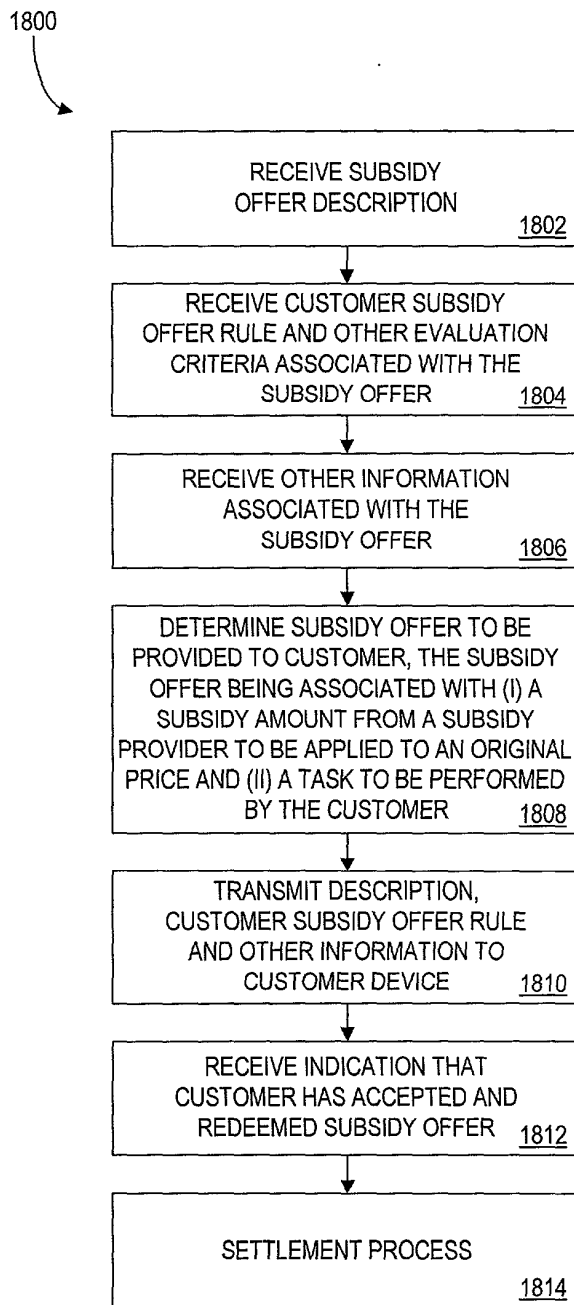 1800
RECEIVE SUBSIDY
OFFER DESCRIPTION
1802
RECEIVE CUSTOMER SUBSIDY
OFFER RULE AND OTHER EVALUATION
CRITERIA ASSOCIATED WITH THE
SUBSIDY OFFER
1804
RECEIVE OTHER INFORMATION
ASSOCIATED WITH THE
SUBSIDY OFFER
1806
DETERMINE SUBSIDY OFFER TO BE
PROVIDED TO CUSTOMER, THE SUBSIDY
OFFER BEING ASSOCIATED WITH (I) A
SUBSIDY AMOUNT FROM A SUBSIDY
PROVIDER TO BE APPLIED TO AN ORIGINAL
PRICE AND (II) A TASK TO BE PERFORMED
BY THE CUSTOMER
1808
TRANSMIT DESCRIPTION,
CUSTOMER SUBSIDY OFFER RULE
AND OTHER INFORMATION TO
CUSTOMER DEVICE
1810
RECEIVE INDICATION THAT
CUSTOMER HAS ACCEPTED AND
REDEEMED SUBSIDY OFFER
1812
SETTLEMENT PROCESS
1814